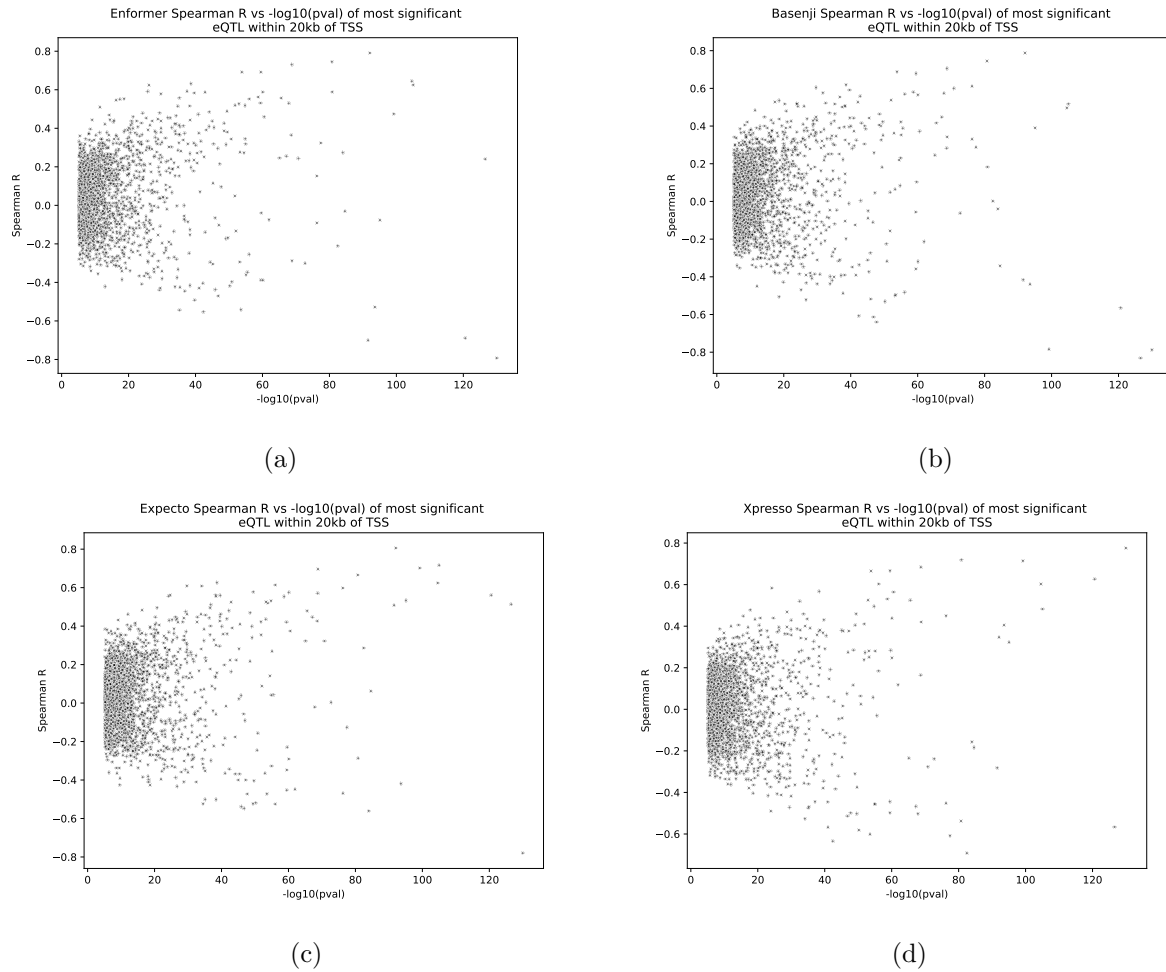 Enformer Spearman R vs -log10(pval) of most significant
eQTL within 20kb of TSS
0.8
0.6
0.4
0.2
0.0
−0.2
−0.4
−0.6
−0.8
Spearman R
0 20 40 60 80 100 120
-log10(pval)
(a)
Basenji Spearman R vs -log10(pval) of most significant
eQTL within 20kb of TSS
0.8
0.6
0.4
0.2
0.0
−0.2
−0.4
−0.6
−0.8
Spearman R
0 20 40 60 80 100 120
-log10(pval)
(b)
Expecto Spearman R vs -log10(pval) of most significant
eQTL within 20kb of TSS
0.8
0.6
0.4
0.2
0.0
−0.2
−0.4
−0.6
−0.8
Spearman R
0 20 40 60 80 100 120
-log10(pval)
(c)
Xpresso Spearman R vs -log10(pval) of most significant
eQTL within 20kb of TSS
0.8
0.6
0.4
0.2
0.0
−0.2
−0.4
−0.6
Spearman R
0 20 40 60 80 100 120
-log10(pval)
(d)